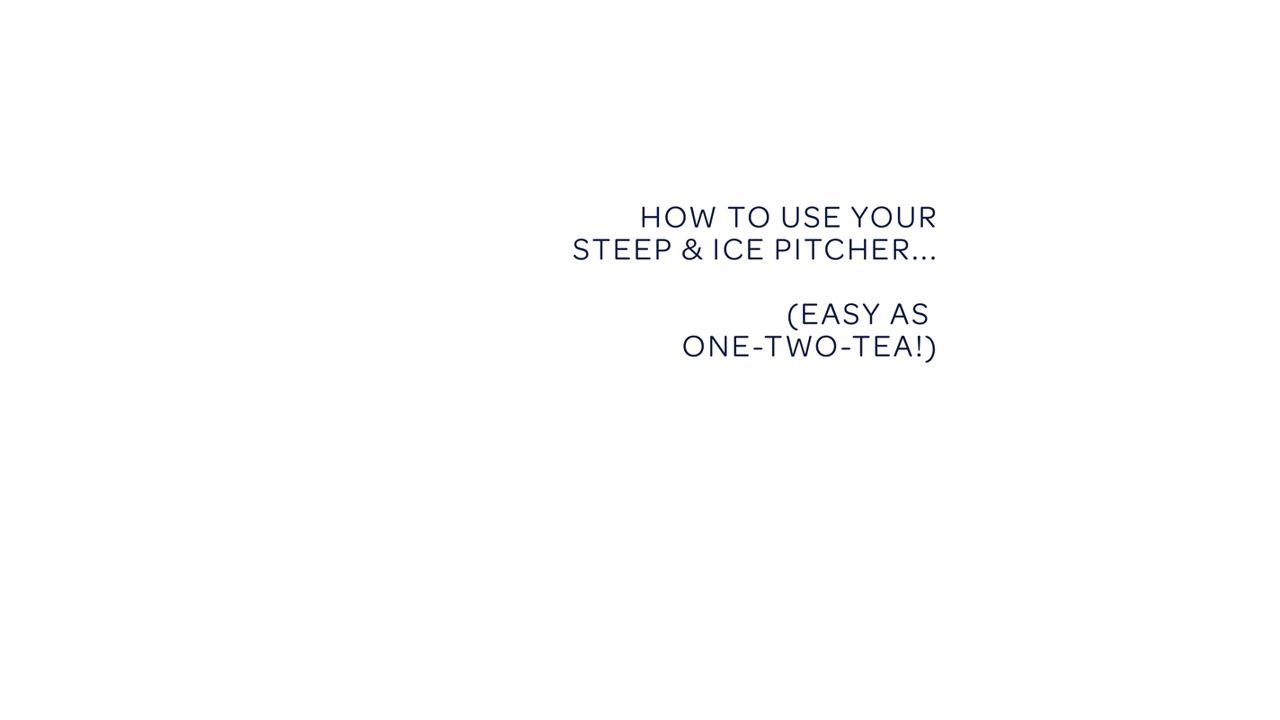 HOW TO USE YOUR
STEEP & ICE PITCHER...
(EASY AS
ONE-TWO-TEA!)